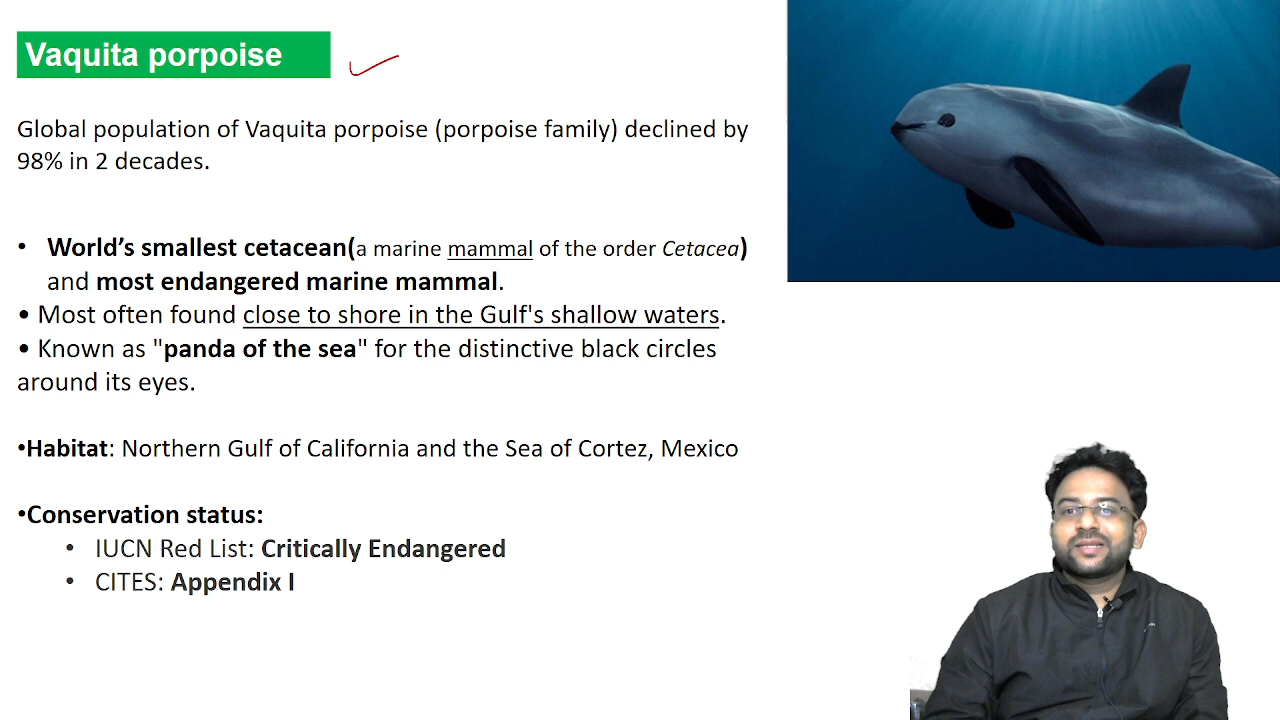 Vaquita porpoise
Global population of Vaquita porpoise (porpoise family) declined by
98% in 2 decades.
• World’s smallest cetacean(a marine mammal of the order Cetacea)
and most endangered marine mammal.
• Most often found close to shore in the Gulf's shallow waters.
• Known as "panda of the sea" for the distinctive black circles
around its eyes.
•Habitat: Northern Gulf of California and the Sea of Cortez, Mexico
•Conservation status:
• IUCN Red List: Critically Endangered
• CITES: Appendix I